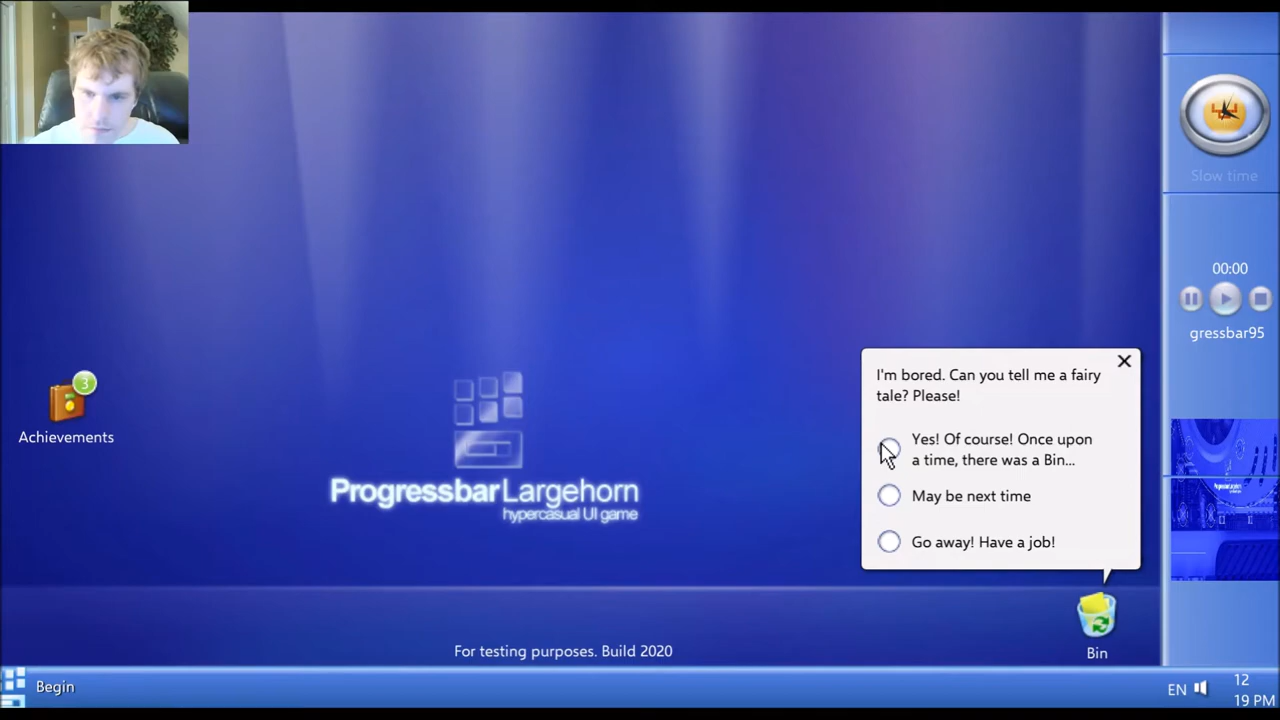 Slow time
00:00
gressbar95
I'm bored. Can you tell me a fairy
tale? Please!
Yes! Of course! Once upon
a time, there was a Bin...
May be next time
Go away! Have a job!
3
Achievements
ProgressbarLargehorn
hypercasual UI game
Bin
For testing purposes. Build 2020
Begin
EN
12
19 PM